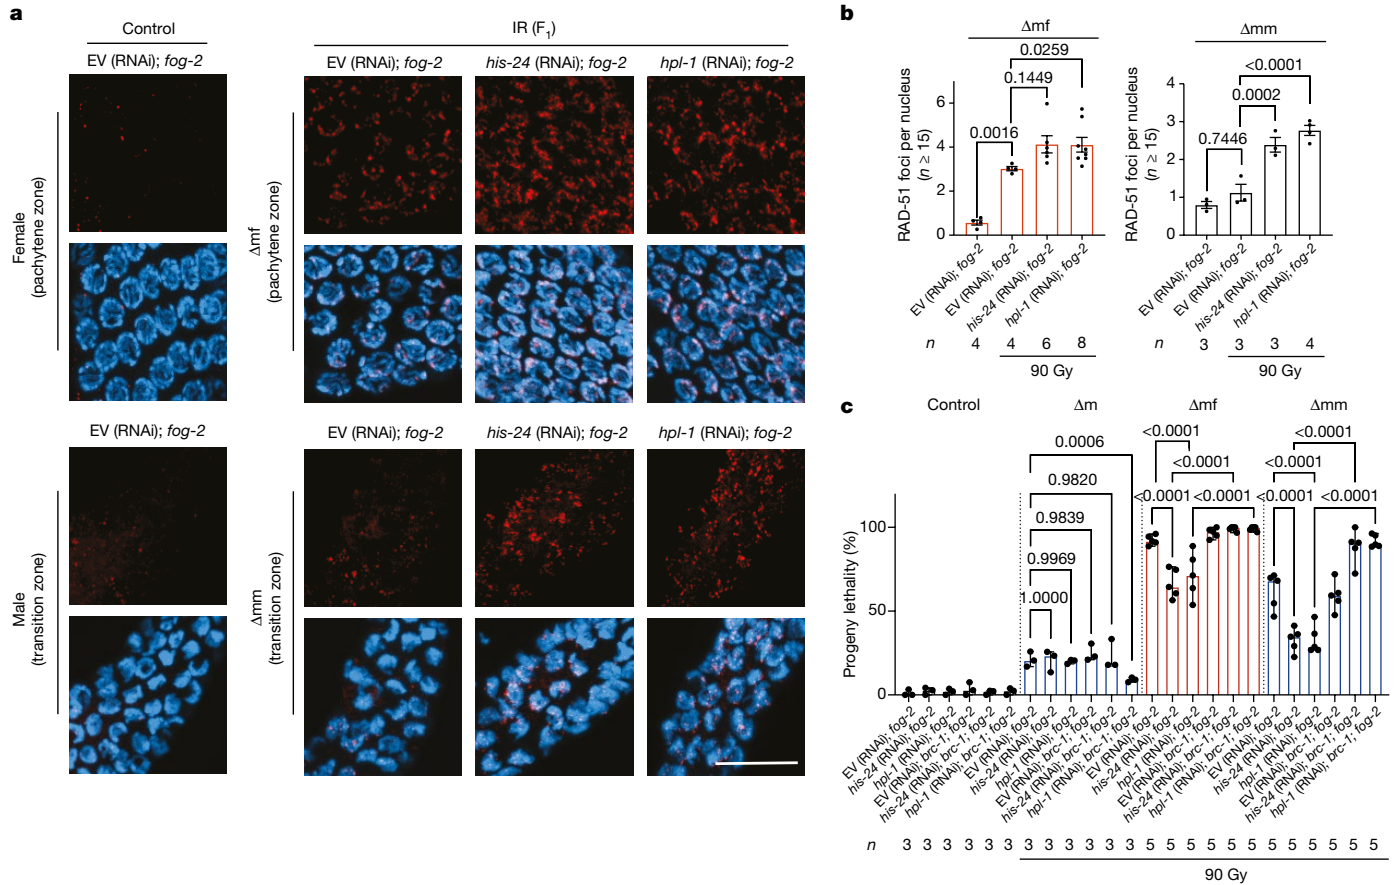 a
Control
IR (F1)
EV (RNAi); fog-2
EV (RNAi); fog-2
his-24 (RNAi); fog-2
hpl-1 (RNAi); fog-2
Female
(pachytene zone)
Δmf
(pachytene zone)
EV (RNAi); fog-2
EV (RNAi); fog-2
his-24 (RNAi); fog-2
hpl-1 (RNAi); fog-2
Male
(transition zone)
Δmm
(transition zone)
b
Δmf
0.0259
0.1449
0.0016
RAD-51 foci per nucleus
(n ≥ 15)
6
4
2
0
EV (RNAi); fog-2
EV (RNAi); fog-2
his-24 (RNAi); fog-2
hpl-1 (RNAi); fog-2
n 4 4 6 8
90 Gy
Δmm
<0.0001
0.0002
0.7446
RAD-51 foci per nucleus
(n ≥ 15)
4
3
2
1
0
EV (RNAi); fog-2
EV (RNAi); fog-2
his-24 (RNAi); fog-2
hpl-1 (RNAi); fog-2
n 3 3 3 4
90 Gy
c
Control Δm Δmf Δmm
0.0006
0.9820
0.9839
0.9969
1.0000
<0.0001
<0.0001
<0.0001
<0.0001
<0.0001
<0.0001
<0.0001
<0.0001
Progeny lethality (%)
100
50
0
EV (RNAi); fog-2
his-24 (RNAi); fog-2
hpl-1 (RNAi); fog-2
EV (RNAi); brc-1; fog-2
his-24 (RNAi); brc-1; fog-2
hpl-1 (RNAi); brc-1; fog-2
EV (RNAi); fog-2
his-24 (RNAi); fog-2
hpl-1 (RNAi); fog-2
EV (RNAi); brc-1; fog-2
his-24 (RNAi); brc-1; fog-2
hpl-1 (RNAi); brc-1; fog-2
EV (RNAi); fog-2
his-24 (RNAi); fog-2
hpl-1 (RNAi); fog-2
EV (RNAi); brc-1; fog-2
his-24 (RNAi); brc-1; fog-2
hpl-1 (RNAi); brc-1; fog-2
EV (RNAi); fog-2
his-24 (RNAi); fog-2
hpl-1 (RNAi); fog-2
EV (RNAi); brc-1; fog-2
his-24 (RNAi); brc-1; fog-2
hpl-1 (RNAi); brc-1; fog-2
n 3 3 3 3 3 3 3 3 3 3 3 3 5 5 5 5 5 5 5 5 5 5 5 5
90 Gy